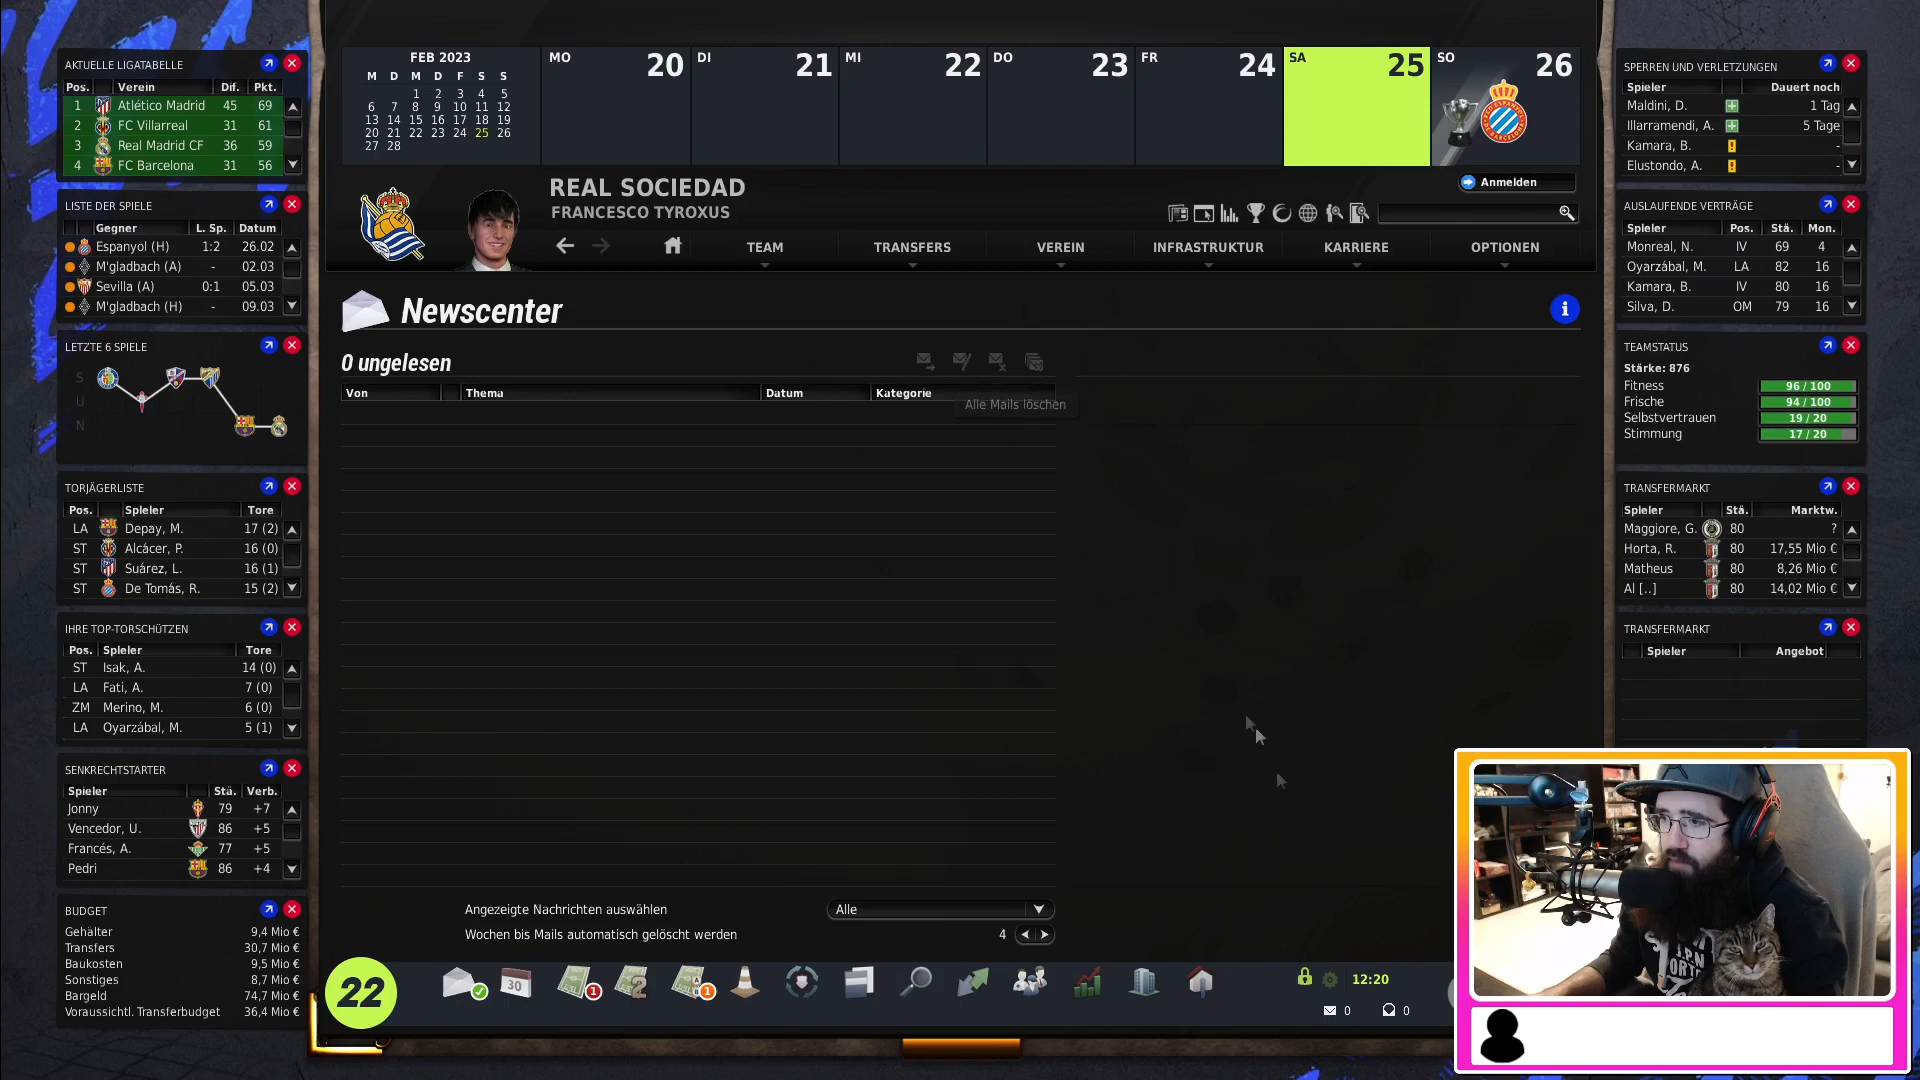 AKTUELLE LIGATABELLE
Pos. Verein Dif. Pkt.
1 Atlético Madrid 45 69
2 FC Villarreal 31 61
3 Real Madrid CF 36 59
4 FC Barcelona 31 56
LISTE DER SPIELE
Gegner L. Sp. Datum
Espanyol (H) 1:2 26.02
M'gladbach (A) - 02.03
Sevilla (A) 0:1 05.03
M'gladbach (H) - 09.03
LETZTE 6 SPIELE
S
U
N
TORJÄGERLISTE
Pos. Spieler Tore
LA Depay, M. 17 (2)
ST Alcácer, P. 16 (0)
ST Suárez, L. 16 (1)
ST De Tomás, R. 15 (2)
IHRE TOP-TORSCHÜTZEN
Pos. Spieler Tore
ST Isak, A. 14 (0)
LA Fati, A. 7 (0)
ZM Merino, M. 6 (0)
LA Oyarzábal, M. 5 (1)
SENKRECHTSTARTER
Spieler Stä. Verb.
Jonny 79 +7
Vencedor, U. 86 +5
Francés, A. 77 +5
Pedri 86 +4
BUDGET
Gehälter 9,4 Mio €
Transfers 30,7 Mio €
Baukosten 9,5 Mio €
Sonstiges 8,7 Mio €
Bargeld 74,7 Mio €
Voraussichtl. Transferbudget 36,4 Mio €
FEB 2023
M D M D F S S
1 2 3 4 5
6 7 8 9 10 11 12
13 14 15 16 17 18 19
20 21 22 23 24 25 26
27 28
MO 20 DI 21 MI 22 DO 23 FR 24 SA 25 SO 26
REAL SOCIEDAD
FRANCESCO TYROXUS
Anmelden
TEAM TRANSFERS VEREIN INFRASTRUKTUR KARRIERE OPTIONEN
Newscenter
0 ungelesen
Von Thema Datum Kategorie
Alle Mails löschen
Angezeigte Nachrichten auswählen Alle
Wochen bis Mails automatisch gelöscht werden 4
22
30
1
2
1
12:20
0 0
SPERREN UND VERLETZUNGEN
Spieler Dauert noch
Maldini, D. 1 Tag
Illarramendi, A. 5 Tage
Kamara, B. -
Elustondo, A. -
AUSLAUFENDE VERTRÄGE
Spieler Pos. Stä. Mon.
Monreal, N. IV 69 4
Oyarzábal, M. LA 82 16
Kamara, B. IV 80 16
Silva, D. OM 79 16
TEAMSTATUS
Stärke: 876
Fitness 96 / 100
Frische 94 / 100
Selbstvertrauen 19 / 20
Stimmung 17 / 20
TRANSFERMARKT
Spieler Stä. Marktw.
Maggiore, G. 80 ?
Horta, R. 80 17,55 Mio €
Matheus 80 8,26 Mio €
Al [..] 80 14,02 Mio €
TRANSFERMARKT
Spieler Angebot